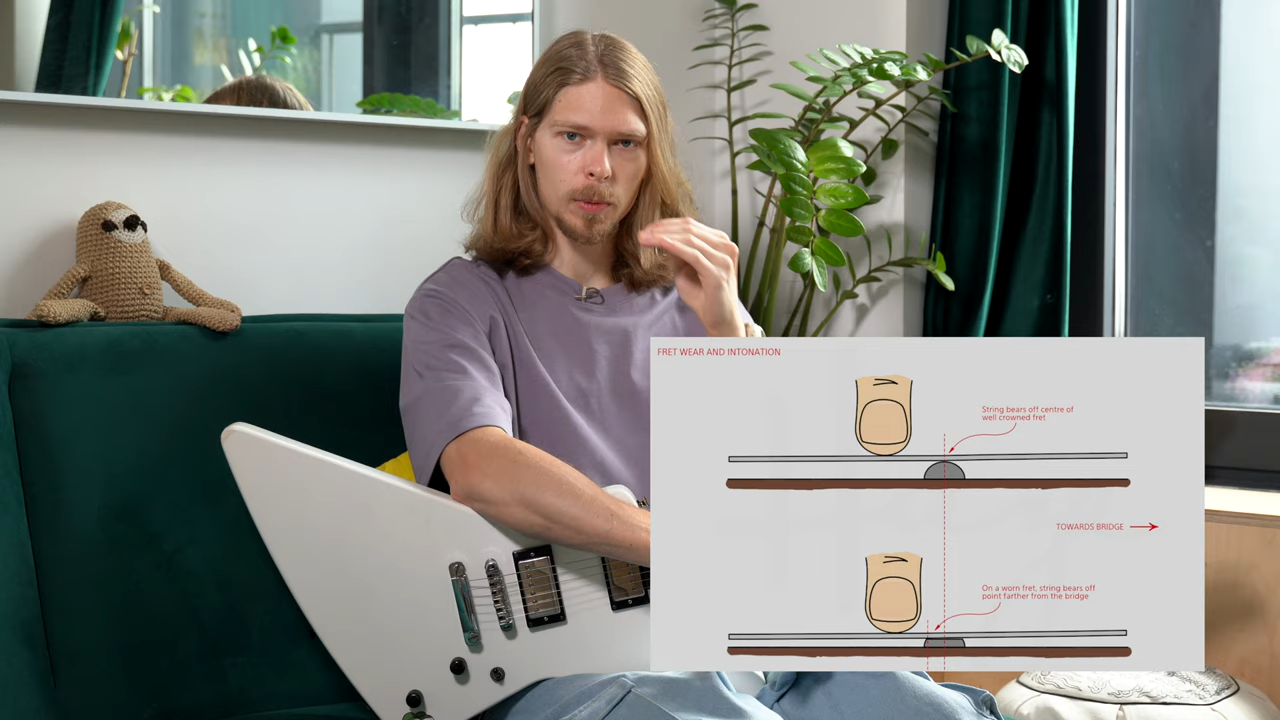 FRET WEAR AND INTONATION
String bears off centre of
well crowned fret
TOWARDS BRIDGE
On a worn fret, string bears off
point farther from the bridge